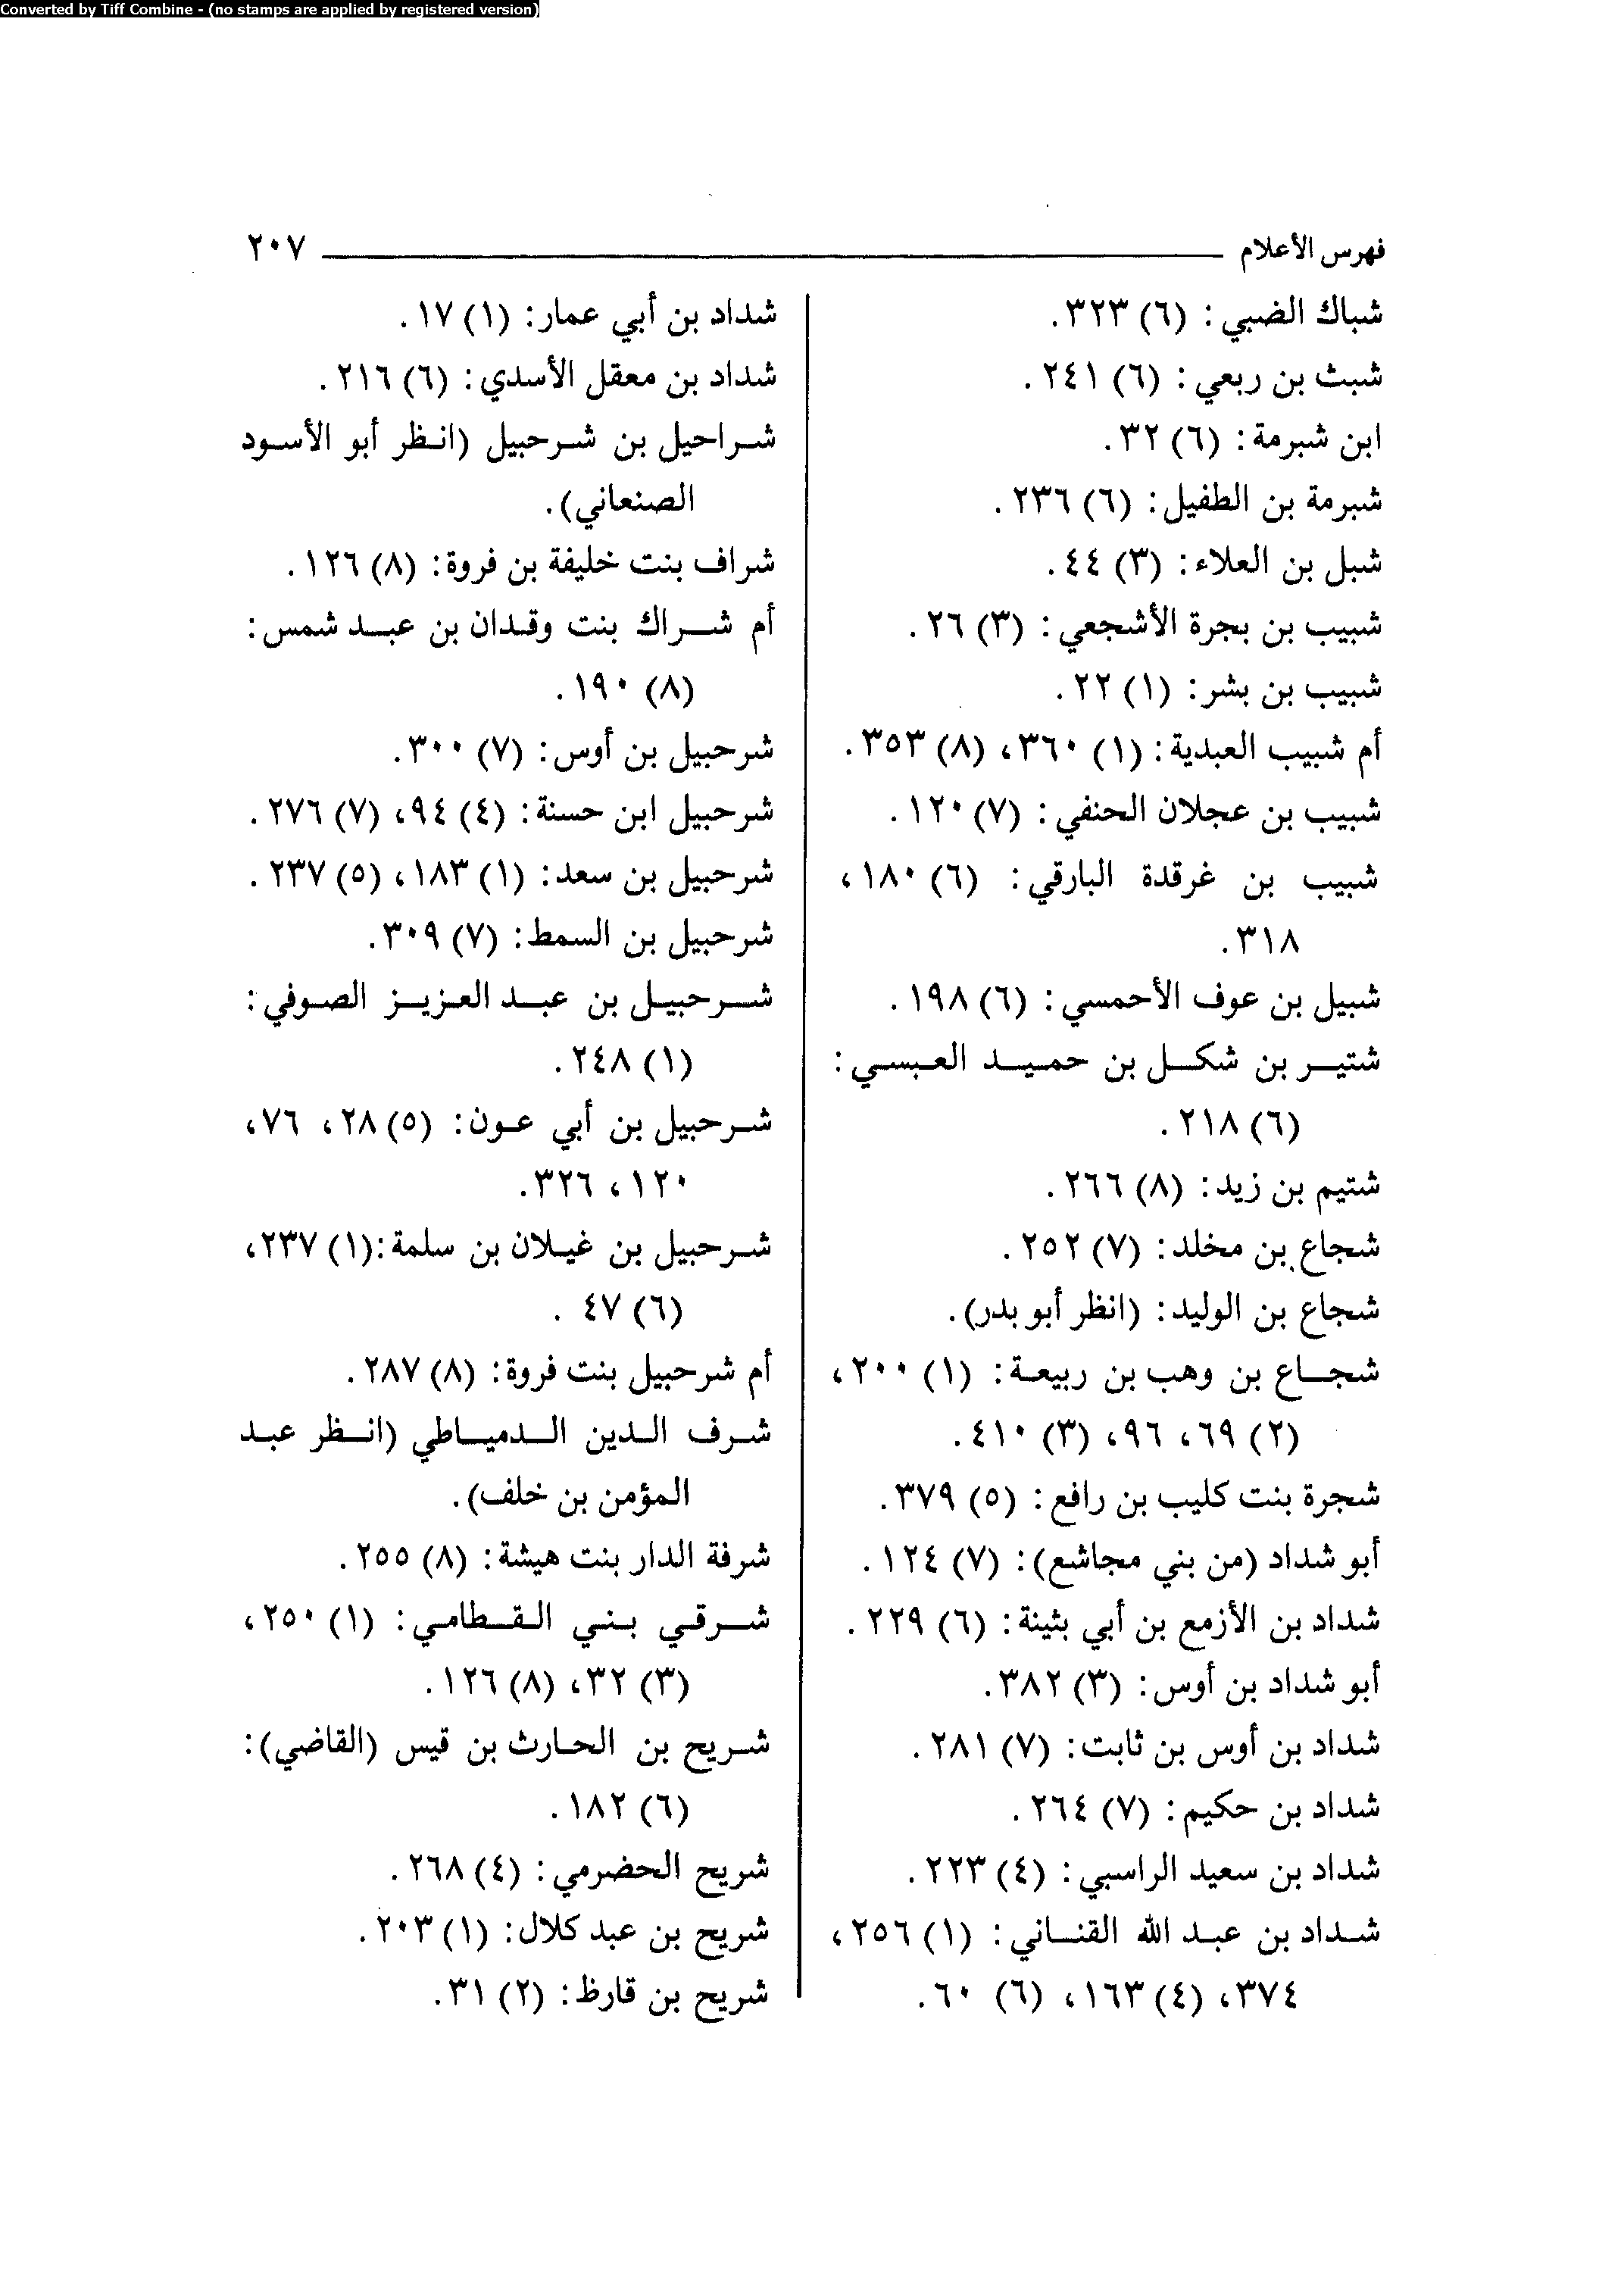 Converted by Tiff Combine - (no stamps are applied by registered version)
فهرس الأعلام ٢٠٧
شباك الضبي: (٦) ٣٢٣.
شبث بن ربعي: (٦) ٢٤١.
ابن شبرمة: (٦) ٣٢.
شبرمة بن الطفيل: (٦) ٢٣٦.
شبل بن العلاء: (٣) ٤٤.
شبيب بن بجرة الأشجعي: (٣) ٢٦.
شبيب بن بشر: (١) ٢٢.
أم شبيب العبدية: (١) ٣٦٠، (٨) ٣٥٣.
شبيب بن عجلان الحنفي: (٧) ١٢٠.
شبيب بن غرقدة البارقي: (٦) ١٨٠،
٣١٨.
شبيل بن عوف الأحمسي: (٦) ١٩٨.
شتير بن شكل بن حميد العبسي:
(٦) ٢١٨.
شتيم بن زيد: (٨) ٢٦٦.
شجاع بن مخلد: (٧) ٢٥٢.
شجاع بن الوليد: (انظر أبو بدر).
شجاع بن وهب بن ربيعة: (١) ٢٠٠،
(٢) ٦٩، ٩٦، (٣) ٤١٠.
شجرة بنت كليب بن رافع: (٥) ٣٧٩.
أبو شداد (من بني مجاشع): (٧) ١٢٤.
شداد بن الأزمع بن أبي بثينة: (٦) ٢٢٩.
أبو شداد بن أوس: (٣) ٣٨٢.
شداد بن أوس بن ثابت: (٧) ٢٨١.
شداد بن حكيم: (٧) ٢٦٤.
شداد بن سعيد الراسبي: (٤) ٢٢٣.
شداد بن عبد الله القناني: (١) ٢٥٦،
٣٧٤، (٤) ١٦٣، (٦) ٦٠.
شداد بن أبي عمار: (١) ١٧.
شداد بن معقل الأسدي: (٦) ٢١٦.
شراحيل بن شرحبيل (انظر أبو الأسود
الصنعاني).
شراف بنت خليفة بن فروة: (٨) ١٢٦.
أم شراك بنت وقدان بن عبد شمس:
(٨) ١٩٠.
شرحبيل بن أوس: (٧) ٣٠٠.
شرحبيل ابن حسنة: (٤) ٩٤، (٧) ٢٧٦.
شرحبيل بن سعد: (١) ١٨٣، (٥) ٢٣٧.
شرحبيل بن السمط: (٧) ٣٠٩.
شرحبيل بن عبد العزيز الصوفي:
(١) ٢٤٨.
شرحبيل بن أبي عون: (٥) ٢٨، ٧٦،
١٢٠، ٣٢٦.
شرحبيل بن غيلان بن سلمة: (١) ٢٣٧،
(٦) ٤٧.
أم شرحبيل بنت فروة: (٨) ٢٨٧.
شرف الدين الدمياطي (انظر عبد
المؤمن بن خلف).
شرفة الدار بنت هيشة: (٨) ٢٥٥.
شرقي بني القطامي: (١) ٢٥٠،
(٣) ٣٢، (٨) ١٢٦.
شريح بن الحارث بن قيس (القاضي):
(٦) ١٨٢.
شريح الحضرمي: (٤) ٢٦٨.
شريح بن عبد كلال: (١) ٢٠٣.
شريح بن قارظ: (٢) ٣١.